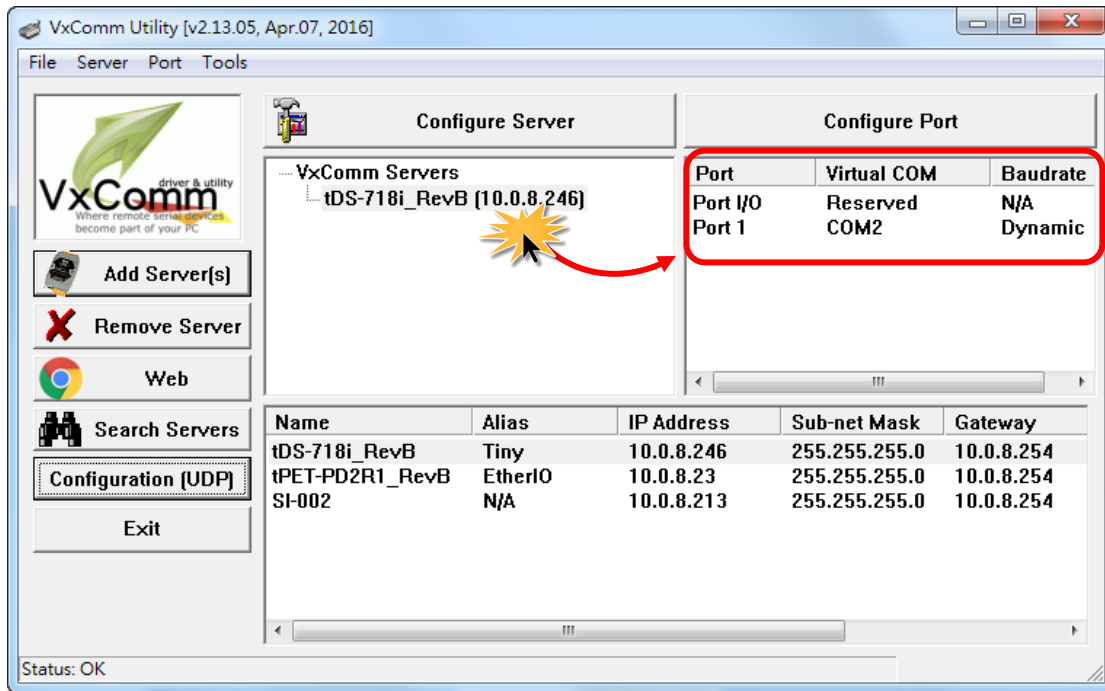 VxComm Utility [v2.13.05, Apr.07, 2016]
File Server Port Tools
VxComm
driver & utility
Where remote serial devices
become part of your PC
Add Server(s)
Remove Server
Web
Search Servers
Configuration (UDP)
Exit
Configure Server
VxComm Servers
tDS-718i_RevB (10.0.8.246)
Configure Port
Port Virtual COM Baudrate
Port I/O Reserved N/A
Port 1 COM2 Dynamic
Name Alias IP Address Sub-net Mask Gateway
tDS-718i_RevB Tiny 10.0.8.246 255.255.255.0 10.0.8.254
tPET-PD2R1_RevB EtherIO 10.0.8.23 255.255.255.0 10.0.8.254
SI-002 N/A 10.0.8.213 255.255.255.0 10.0.8.254
Status: OK